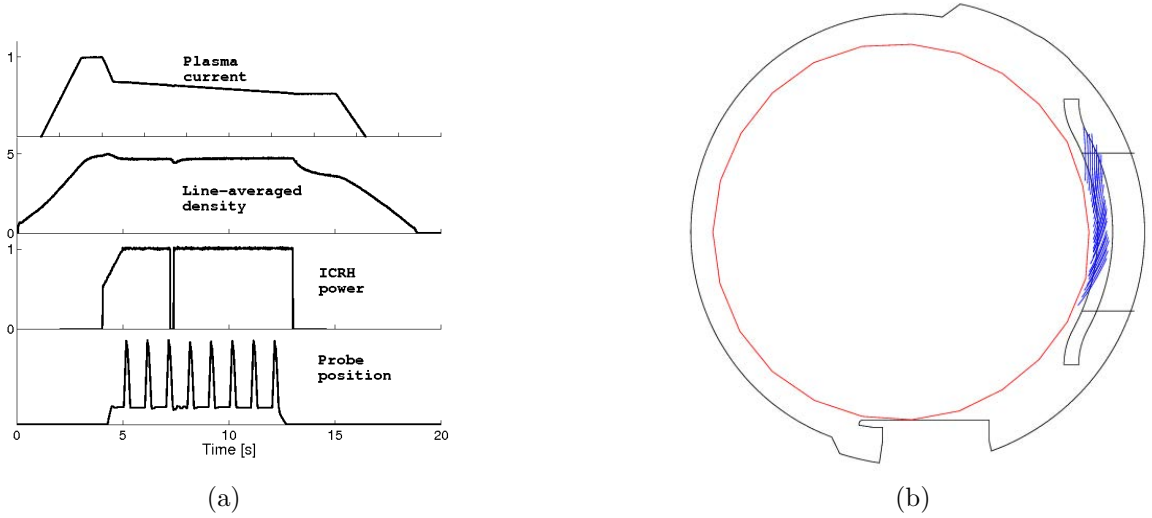 1
Plasma
current
5
Line-averaged
density
0
1
ICRH
power
0
Probe
position
0 5 10 15 20
Time [s]
(a) (b)